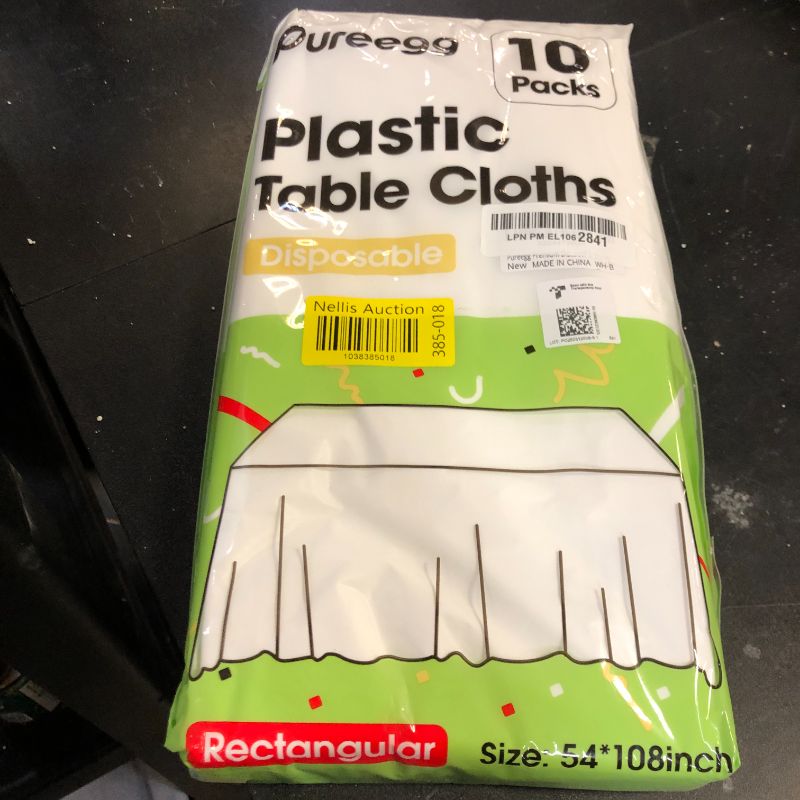 Pureegg
10
Packs
Plastic
Table Cloths
LPN PM EL106 2841
Disposable
New MADE IN CHINA WH-B
Nellis Auction
1038385018
385-018
Rectangular
Size: 54*108inch